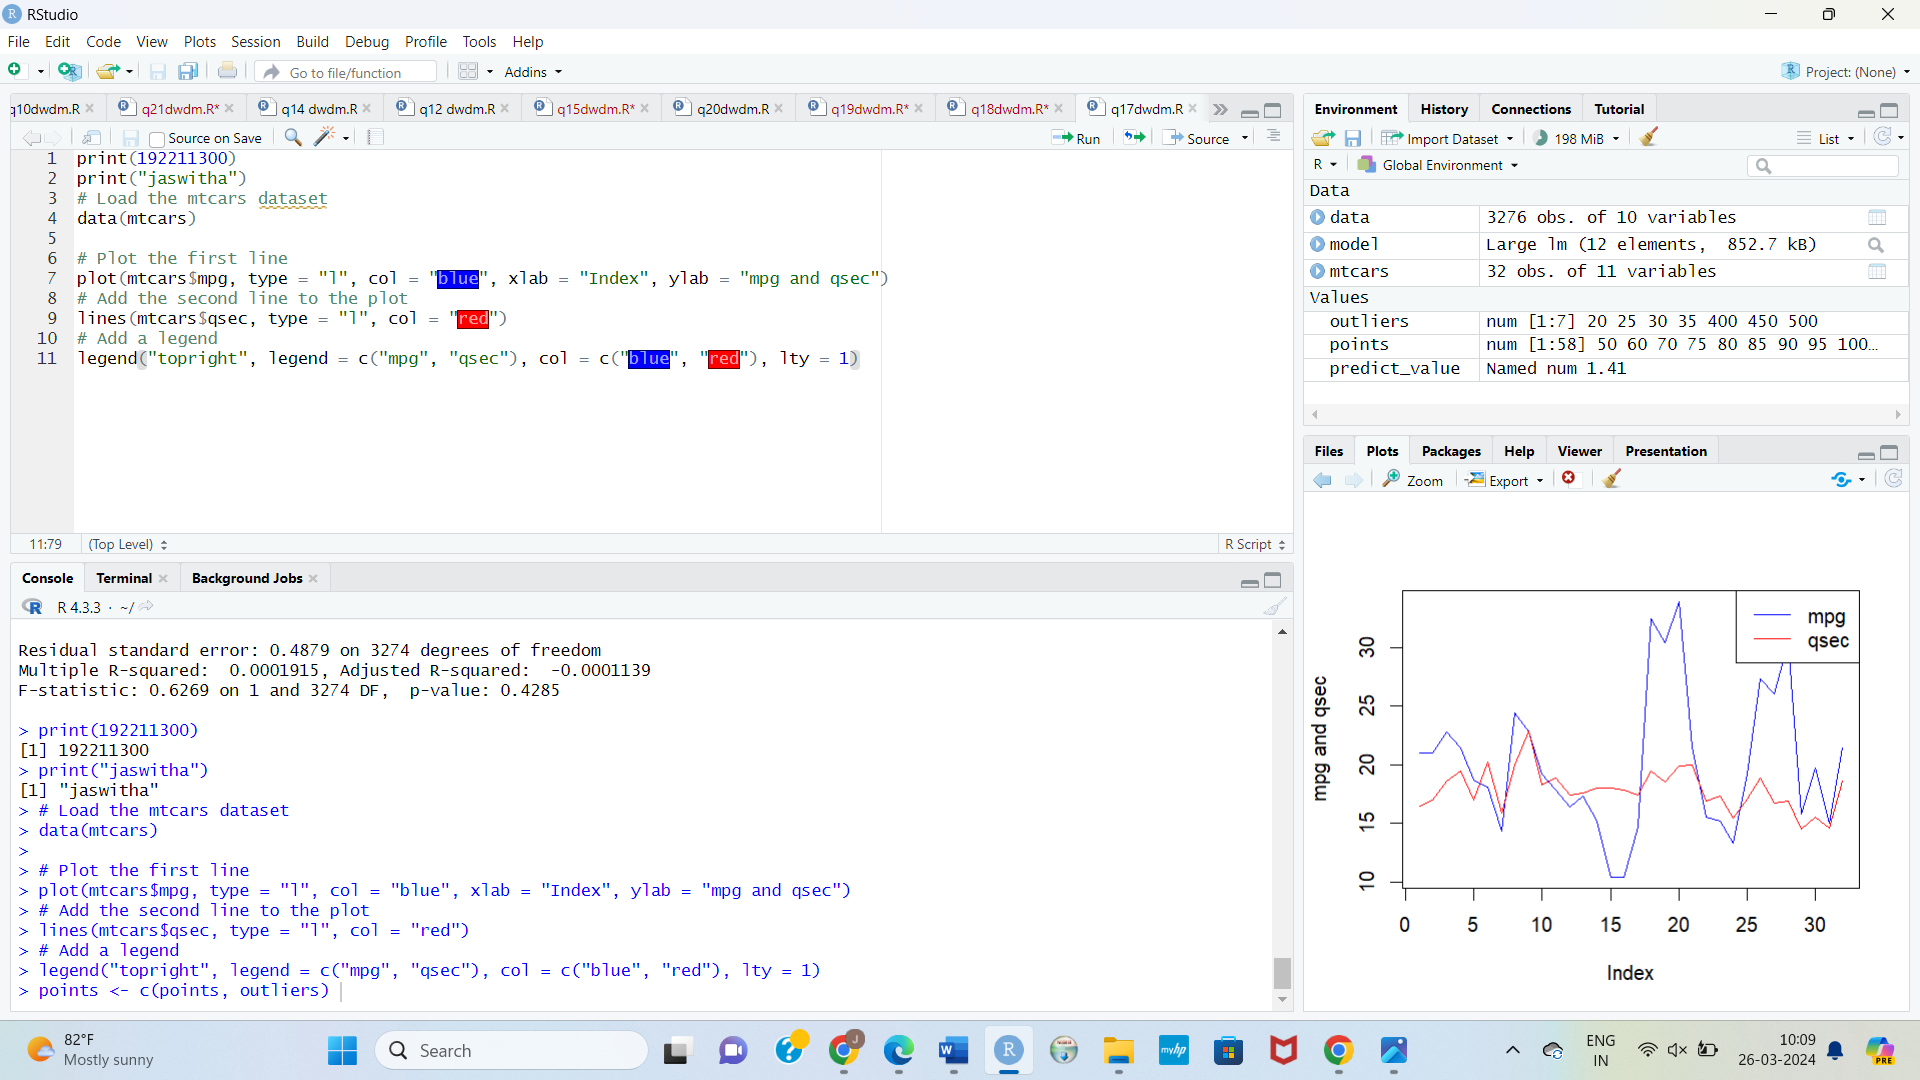 RStudio
File Edit Code View Plots Session Build Debug Profile Tools Help
Go to file/function Addins Project: (None)
q10dwdm.R q21dwdm.R* q14 dwdm.R q12 dwdm.R q15dwdm.R* q20dwdm.R q19dwdm.R* q18dwdm.R* q17dwdm.R
Source on Save Run Source
1 print(192211300)
2 print("jaswitha")
3 # Load the mtcars dataset
4 data(mtcars)
5
6 # Plot the first line
7 plot(mtcars$mpg, type = "l", col = "blue", xlab = "Index", ylab = "mpg and qsec")
8 # Add the second line to the plot
9 lines(mtcars$qsec, type = "l", col = "red")
10 # Add a legend
11 legend("topright", legend = c("mpg", "qsec"), col = c("blue", "red"), lty = 1)
11:79 (Top Level) R Script
Console Terminal Background Jobs
R 4.3.3 · ~/
Residual standard error: 0.4879 on 3274 degrees of freedom
Multiple R-squared:  0.0001915, Adjusted R-squared:  -0.0001139
F-statistic: 0.6269 on 1 and 3274 DF,  p-value: 0.4285
> print(192211300)
[1] 192211300
> print("jaswitha")
[1] "jaswitha"
> # Load the mtcars dataset
> data(mtcars)
>
> # Plot the first line
> plot(mtcars$mpg, type = "l", col = "blue", xlab = "Index", ylab = "mpg and qsec")
> # Add the second line to the plot
> lines(mtcars$qsec, type = "l", col = "red")
> # Add a legend
> legend("topright", legend = c("mpg", "qsec"), col = c("blue", "red"), lty = 1)
> points <- c(points, outliers)
Environment History Connections Tutorial
Import Dataset 198 MiB List
R Global Environment
Data
data 3276 obs. of 10 variables
model Large lm (12 elements,  852.7 kB)
mtcars 32 obs. of 11 variables
Values
outliers num [1:7] 20 25 30 35 400 450 500
points num [1:58] 50 60 70 75 80 85 90 95 100…
predict_value Named num 1.41
Files Plots Packages Help Viewer Presentation
Zoom Export
mpg
qsec
mpg and qsec
30
25
20
15
10
0 5 10 15 20 25 30
Index
82°F
Mostly sunny
Search
myhp
ENG
IN
10:09
26-03-2024
PRE